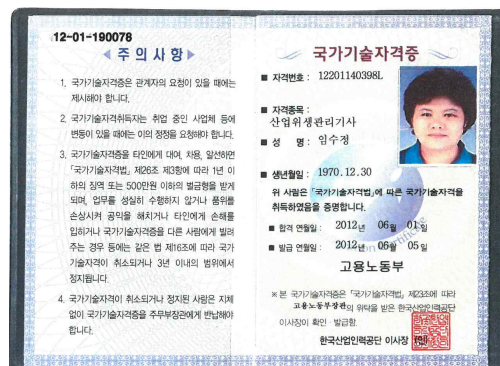 12-01-190078
주 의 사 항
1. 국가기술자격증은 관계자의 요청이 있을 때에는
제시해야 합니다.
2. 국가기술자격취득자는 취업 중인 사업체 등에
변동이 있을 때에는 이의 정정을 요청해야 합니다.
3. 국가기술자격증을 타인에게 대여, 차용, 알선하면
「국가기술자격법」 제26조 제3항에 따라 1년 이
하의 징역 또는 500만원 이하의 벌금형을 받게
되며, 업무를 성실히 수행하지 않거나 품위를
손상시켜 공익을 해치거나 타인에게 손해를
입히거나 국가기술자격증을 다른 사람에게 빌려
주는 경우 등에는 같은 법 제16조에 따라 국가
기술자격이 취소되거나 3년 이내의 범위에서
정지됩니다.
4. 국가기술자격이 취소되거나 정지된 사람은 지체
없이 국가기술자격증을 주무부장관에게 반납해야
합니다.
국가기술자격증
■ 자격번호 : 12201140398L
■ 자격종목 :
산업위생관리기사
■ 성 명 : 임수정
■ 생년월일 : 1970.12.30
위 사람은 「국가기술자격법」에 따른 국가기술자격을
취득하였음을 증명합니다.
■ 합격 연월일 : 2012년 06월 01일
■ 발급 연월일 : 2012년 06월 05일
고용노동부
※ 본 국가기술자격증은 「국가기술자격법」 제23조에 따라
고용노동부장관의 위탁을 받은 한국산업인력공단
이사장이 확인·발급함.
한국산업인력공단 이사장 (인)